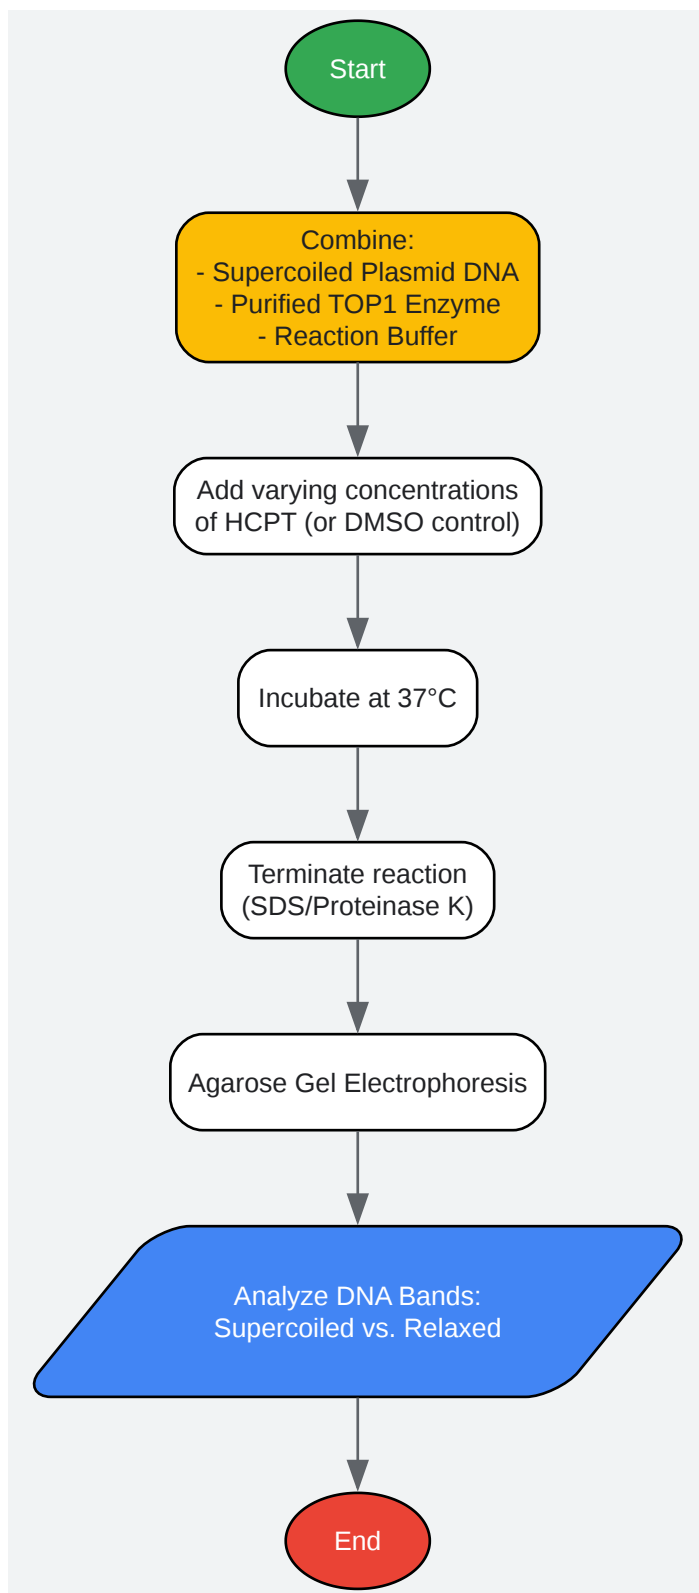 Start
Combine:
- Supercoiled Plasmid DNA
- Purified TOP1 Enzyme
- Reaction Buffer
Add varying concentrations
of HCPT (or DMSO control)
Incubate at 37°C
Terminate reaction
(SDS/Proteinase K)
Agarose Gel Electrophoresis
Analyze DNA Bands:
Supercoiled vs. Relaxed
End